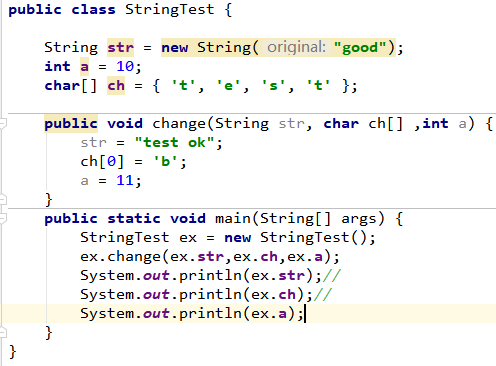 public class StringTest {
String str = new String( original: "good");
int a = 10;
char[] ch = { 't', 'e', 's', 't' };
public void change(String str, char ch[] ,int a) {
str = "test ok";
ch[0] = 'b';
a = 11;
}
public static void main(String[] args) {
StringTest ex = new StringTest();
ex.change(ex.str,ex.ch,ex.a);
System.out.println(ex.str);//
System.out.println(ex.ch);//
System.out.println(ex.a);
}
}